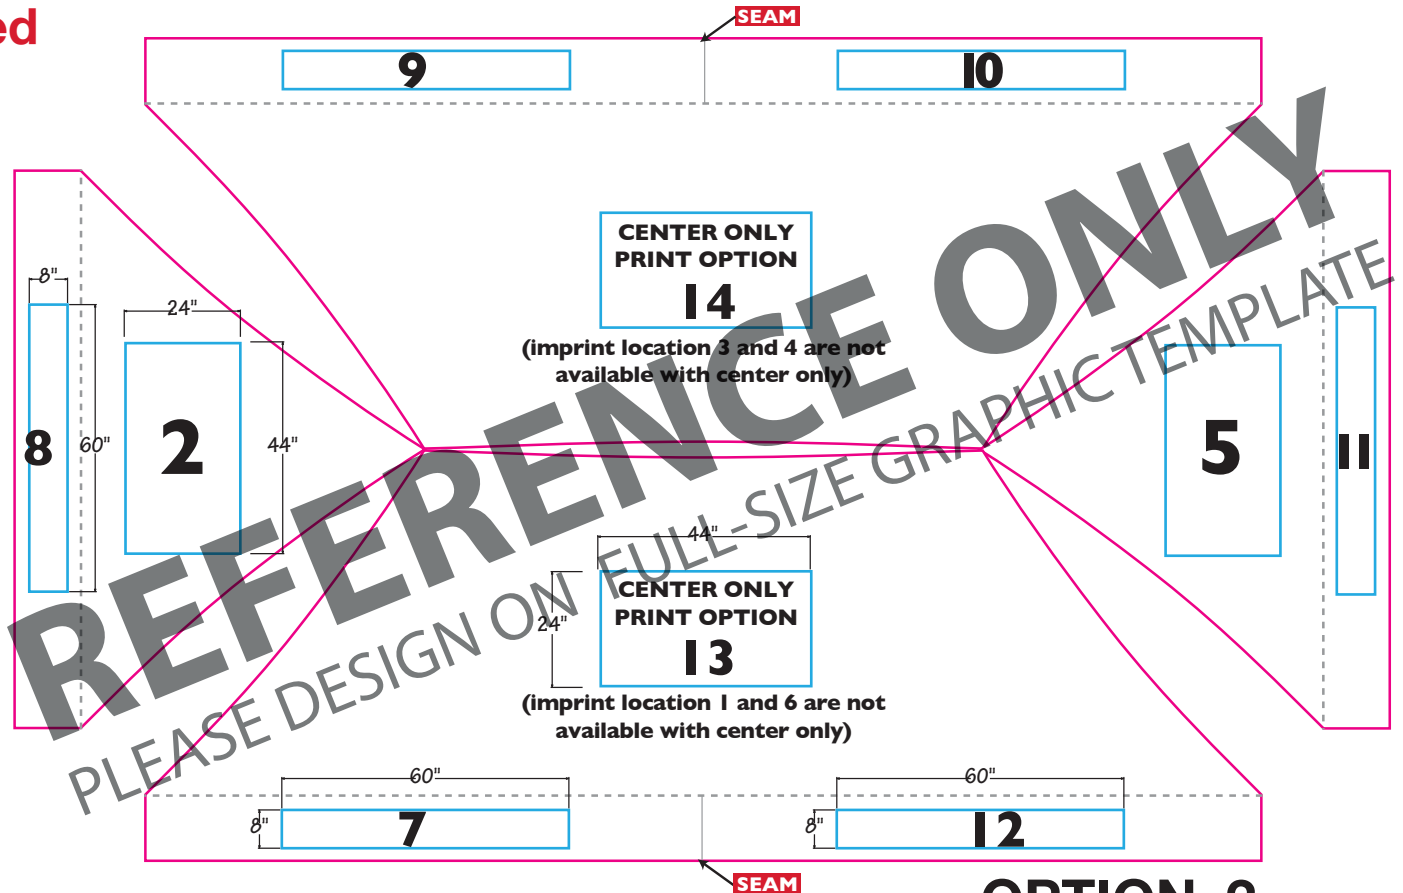 ed
SEAM
9
10
CENTER ONLY
PRINT OPTION
14
(imprint location 3 and 4 are not
available with center only)
8"
24"
8
60"
2
44"
5
11
REFERENCE ONLY
PLEASE DESIGN ON FULL-SIZE GRAPHIC TEMPLATE
44"
24"
CENTER ONLY
PRINT OPTION
13
(imprint location 1 and 6 are not
available with center only)
60"
60"
8"
7
8"
12
SEAM
OPTION 2